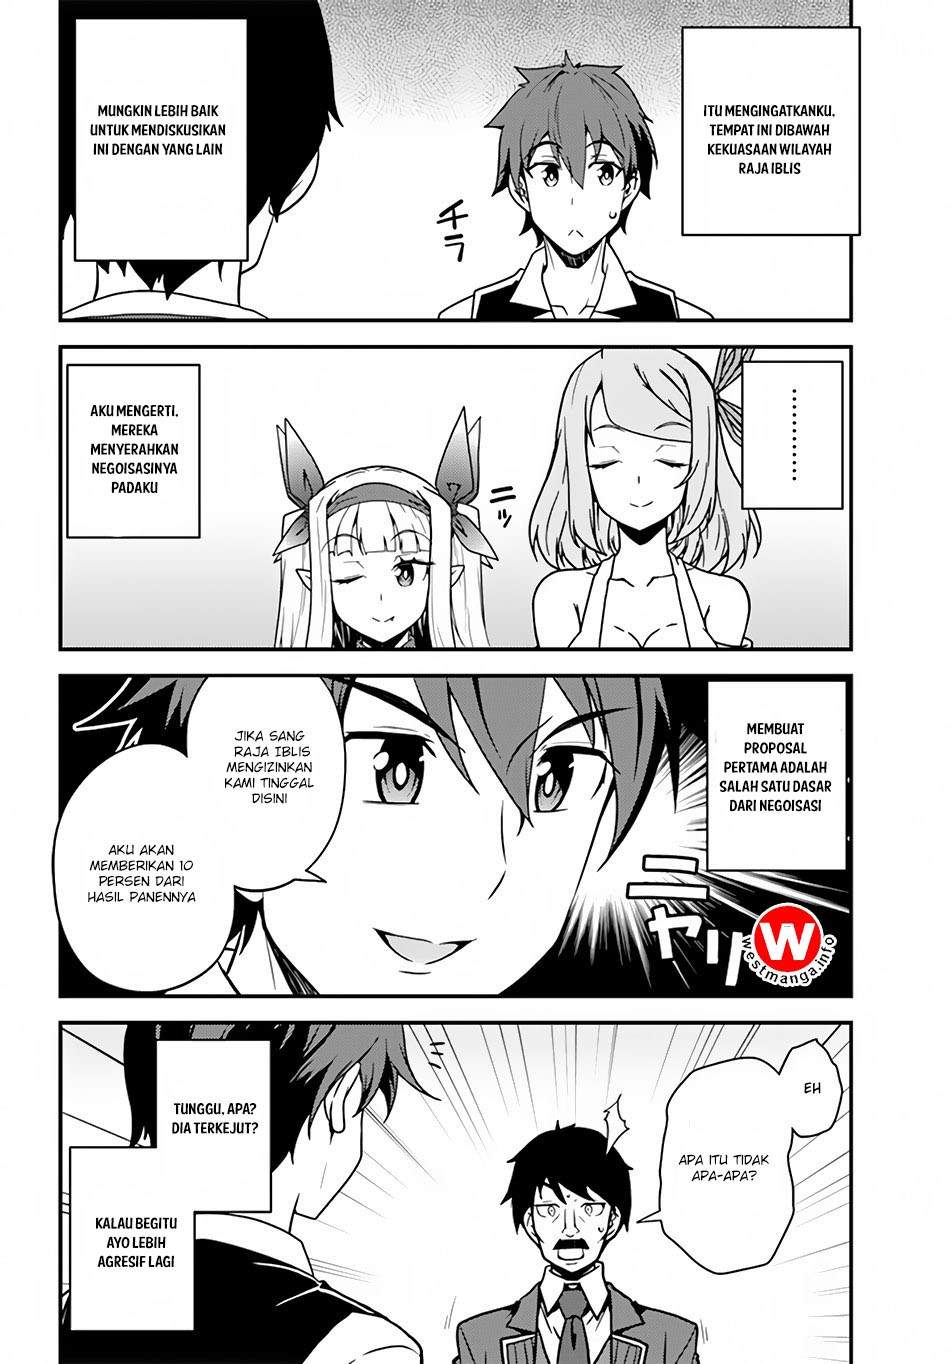 ITU MENGINGATKANKU,
TEMPAT INI DIBAWAH
KEKUASAAN WILAYAH
RAJA IBLIS
チラ
MUNGKIN LEBIH BAIK
UNTUK MENDISKUSIKAN
INI DENGAN YANG LAIN
..........
ニッ
AKU MENGERTI,
MEREKA
MENYERAHKAN
NEGOISASINYA
PADAKU
MEMBUAT
PROPOSAL
PERTAMA ADALAH
SALAH SATU DASAR
DARI NEGOISASI
ニヤリ
W
westmanga.info
JIKA SANG
RAJA IBLIS
MENGIZINKAN
KAMI TINGGAL
DISINI
AKU AKAN
MEMBERIKAN 10
PERSEN DARI
HASIL PANENNYA
EH
APA ITU TIDAK
APA-APA?
TUNGGU, APA?
DIA TERKEJUT?
KALAU BEGITU
AYO LEBIH
AGRESIF LAGI